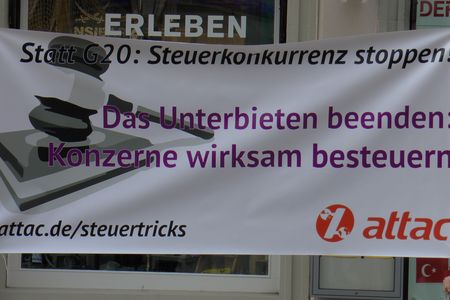 ERLEBEN
Statt G20: Steuerkonkurrenz stoppen!
Das Unterbieten beenden:
Konzerne wirksam besteuern
attac.de/steuertricks
attac